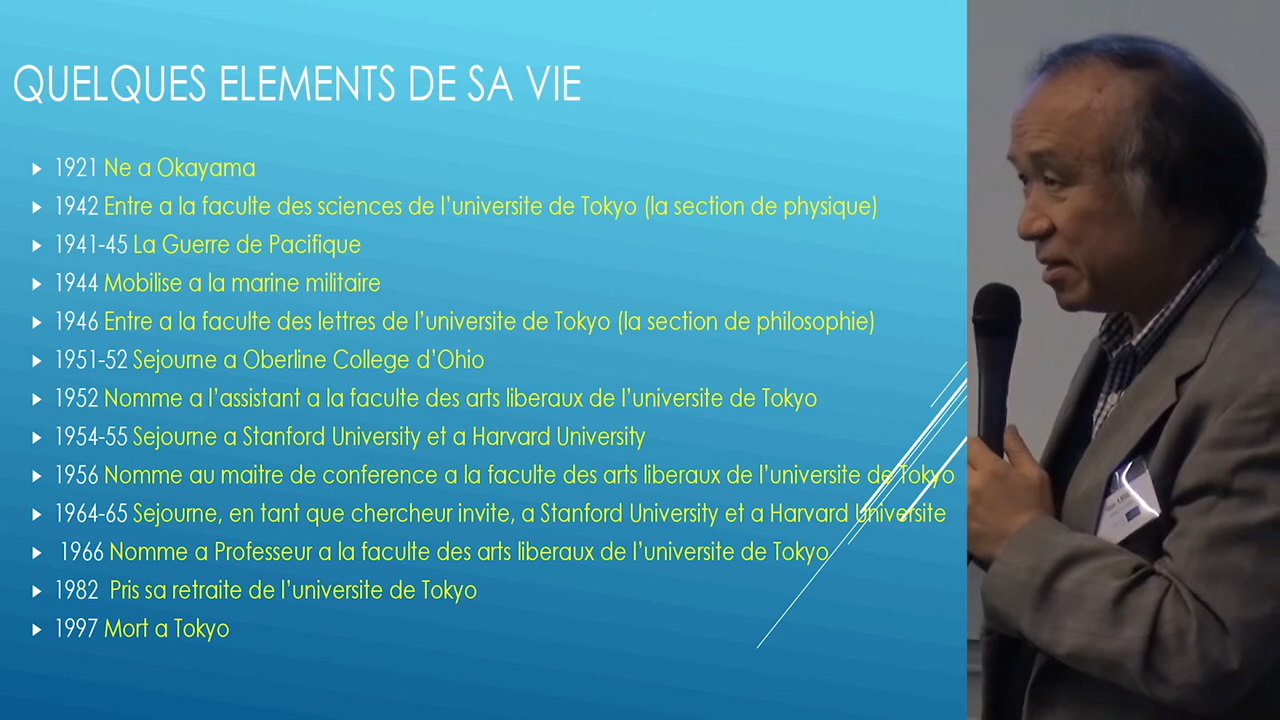 QUELQUES ELEMENTS DE SA VIE
1921 Ne a Okayama
1942 Entre a la faculte des sciences de l'universite de Tokyo (la section de physique)
1941-45 La Guerre de Pacifique
1944 Mobilise a la marine militaire
1946 Entre a la faculte des lettres de l'universite de Tokyo (la section de philosophie)
1951-52 Sejourne a Oberline College d'Ohio
1952 Nomme a l'assistant a la faculte des arts liberaux de l'universite de Tokyo
1954-55 Sejourne a Stanford University et a Harvard University
1956 Nomme au maitre de conference a la faculte des arts liberaux de l'universite de Tokyo
1964-65 Sejourne, en tant que chercheur invite, a Stanford University et a Harvard Universite
1966 Nomme a Professeur a la faculte des arts liberaux de l'universite de Tokyo
1982 Pris sa retraite de l'universite de Tokyo
1997 Mort a Tokyo